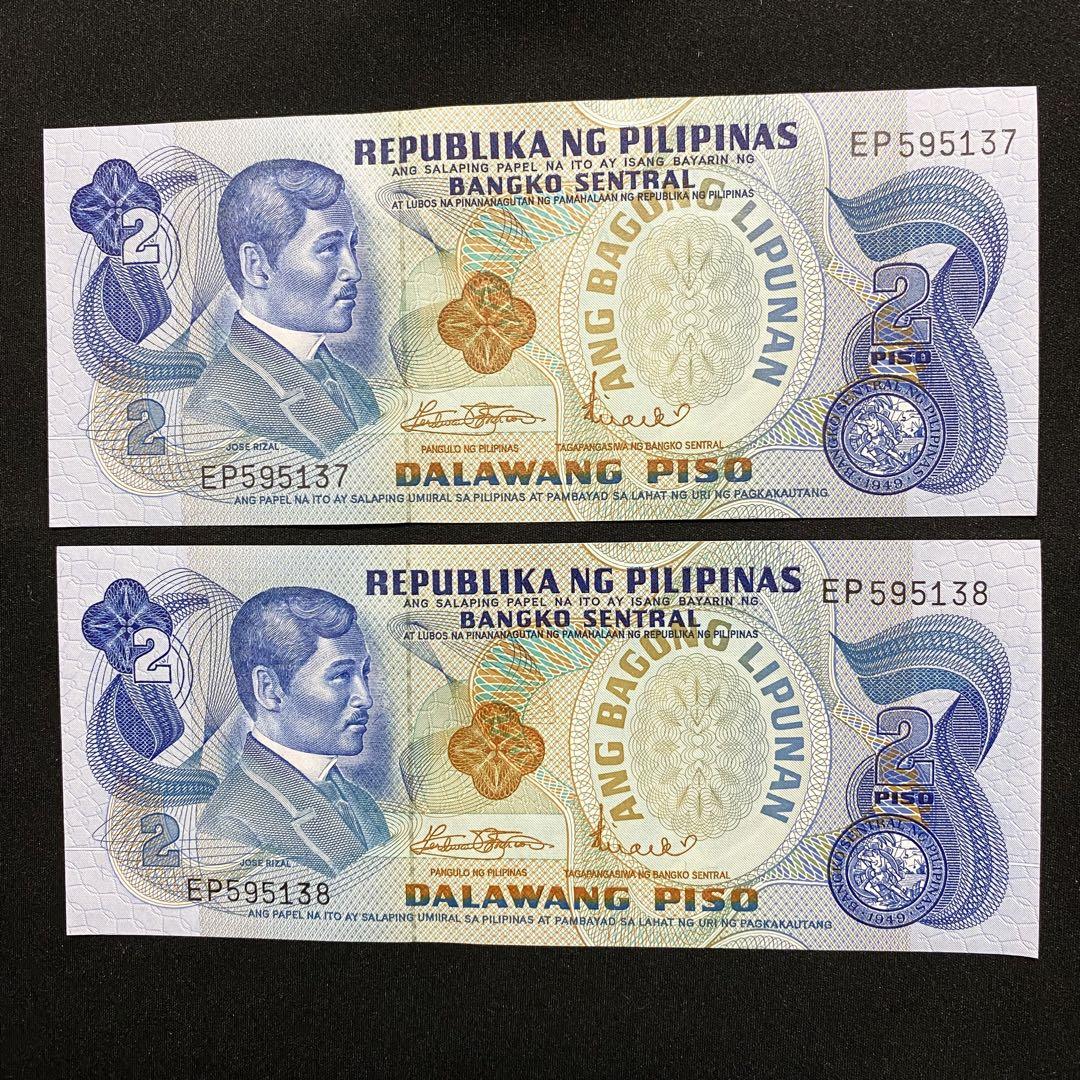 REPUBLIKA NG PILIPINAS
EP595137
ANG SALAPING PAPEL NA ITO AY ISANG BAYARIN NG
BANGKO SENTRAL
AT LUBOS NA PINANANAGUTAN NG PAMAHALAAN NG REPUBLIKA NG PILIPINAS
2
ANG BAGONG LIPUNAN
2
PISO
BANGKO SENTRAL NG PILIPINAS
1949
2
JOSE RIZAL
PANGULO NG PILIPINAS
TAGAPANGASIWA NG BANGKO SENTRAL
EP595137
DALAWANG PISO
ANG PAPEL NA ITO AY SALAPING UMIIRAL SA PILIPINAS AT PAMBAYAD SA LAHAT NG URI NG PAGKAKAUTANG
REPUBLIKA NG PILIPINAS
EP595138
ANG SALAPING PAPEL NA ITO AY ISANG BAYARIN NG
BANGKO SENTRAL
AT LUBOS NA PINANANAGUTAN NG PAMAHALAAN NG REPUBLIKA NG PILIPINAS
2
ANG BAGONG LIPUNAN
2
PISO
BANGKO SENTRAL NG PILIPINAS
1949
2
JOSE RIZAL
PANGULO NG PILIPINAS
TAGAPANGASIWA NG BANGKO SENTRAL
EP595138
DALAWANG PISO
ANG PAPEL NA ITO AY SALAPING UMIIRAL SA PILIPINAS AT PAMBAYAD SA LAHAT NG URI NG PAGKAKAUTANG